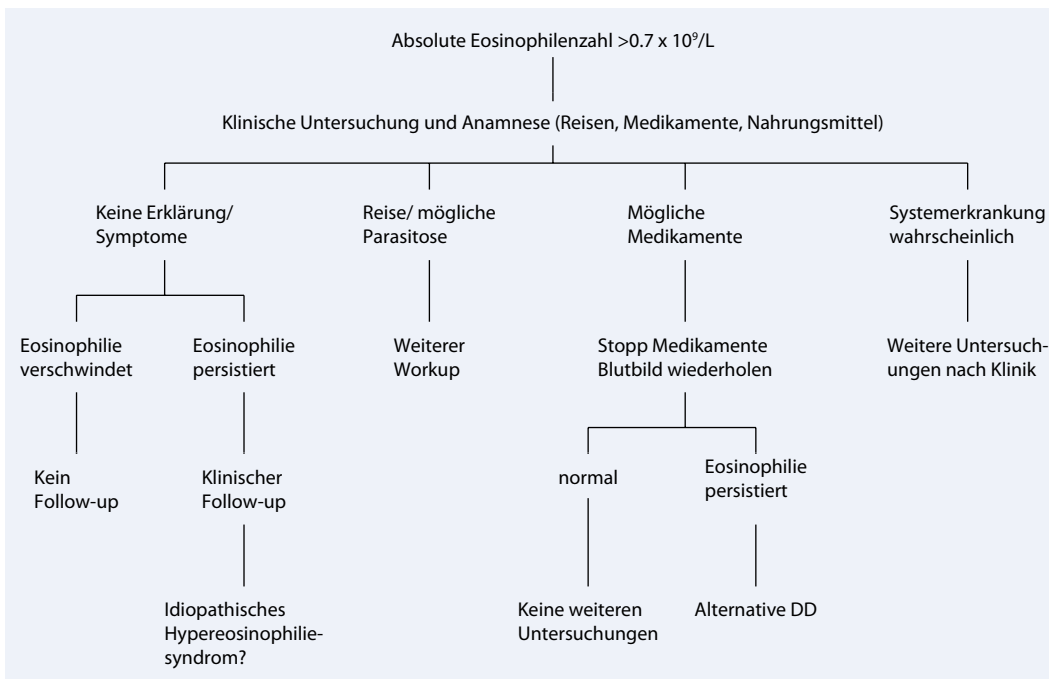 Absolute Eosinophilenzahl >0.7 x 10⁹/L
Klinische Untersuchung und Anamnese (Reisen, Medikamente, Nahrungsmittel)
Keine Erklärung/
Symptome
Reise/ mögliche
Parasitose
Mögliche
Medikamente
Systemerkrankung
wahrscheinlich
Eosinophilie
verschwindet
Eosinophilie
persistiert
Weiterer
Workup
Stopp Medikamente
Blutbild wiederholen
Weitere Untersuch-
ungen nach Klinik
Kein
Follow-up
Klinischer
Follow-up
normal
Eosinophilie
persistiert
Idiopathisches
Hypereosinophilie-
syndrom?
Keine weiteren
Untersuchungen
Alternative DD